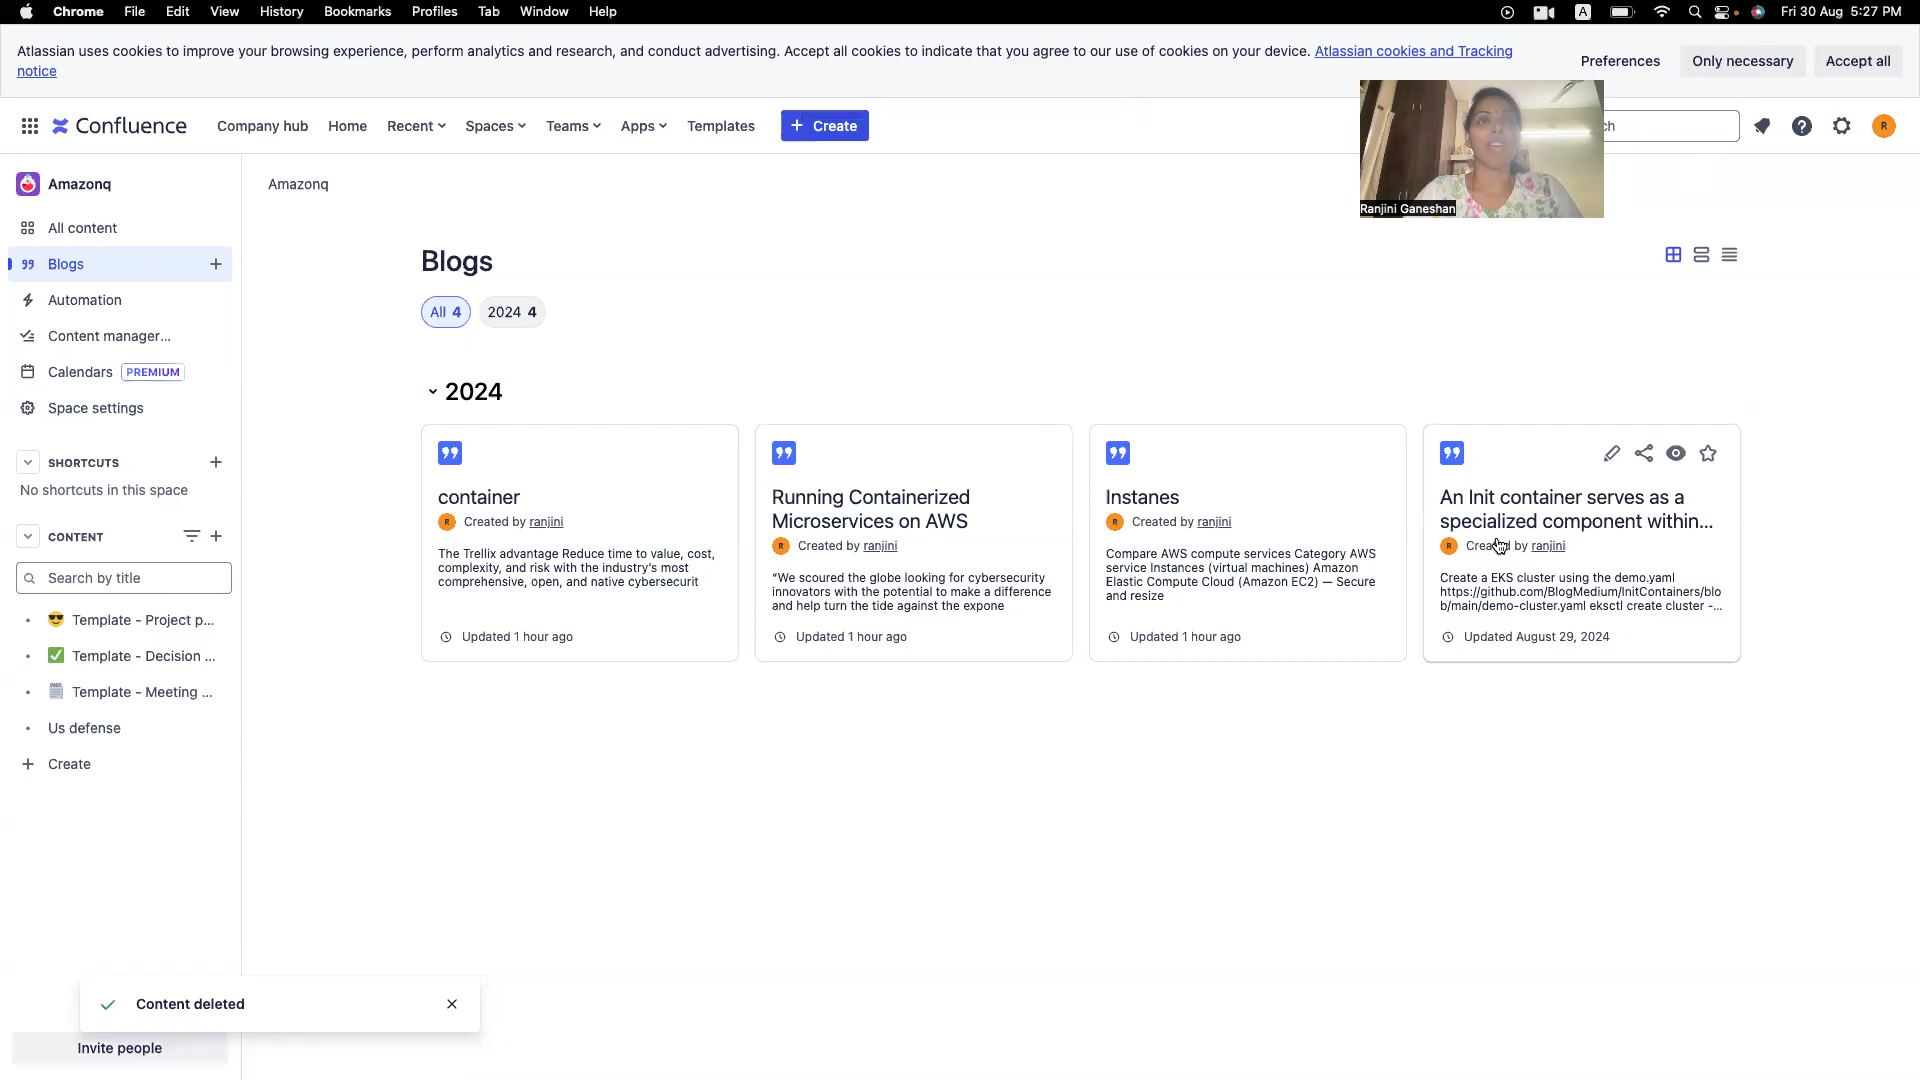 Chrome File Edit View History Bookmarks Profiles Tab Window Help A Fri 30 Aug 5:27 PM
Atlassian uses cookies to improve your browsing experience, perform analytics and research, and conduct advertising. Accept all cookies to indicate that you agree to our use of cookies on your device. Atlassian cookies and Tracking
notice
Preferences Only necessary Accept all
Confluence Company hub Home Recent Spaces Teams Apps Templates + Create ch R
Ranjini Ganeshan
Amazonq
Amazonq
All content
Blogs
Automation
Content manager...
Calendars PREMIUM
Space settings
SHORTCUTS
No shortcuts in this space
CONTENT
Search by title
Template - Project p...
Template - Decision ...
Template - Meeting ...
Us defense
+ Create
Blogs
All 4 2024 4
2024
container
R Created by ranjini
The Trellix advantage Reduce time to value, cost,
complexity, and risk with the industry's most
comprehensive, open, and native cybersecurit
Updated 1 hour ago
Running Containerized
Microservices on AWS
R Created by ranjini
“We scoured the globe looking for cybersecurity
innovators with the potential to make a difference
and help turn the tide against the expone
Updated 1 hour ago
Instanes
R Created by ranjini
Compare AWS compute services Category AWS
service Instances (virtual machines) Amazon
Elastic Compute Cloud (Amazon EC2) — Secure
and resize
Updated 1 hour ago
An Init container serves as a
specialized component within...
R Created by ranjini
Create a EKS cluster using the demo.yaml
https://github.com/BlogMedium/InitContainers/blo
b/main/demo-cluster.yaml eksctl create cluster -...
Updated August 29, 2024
Content deleted
Invite people